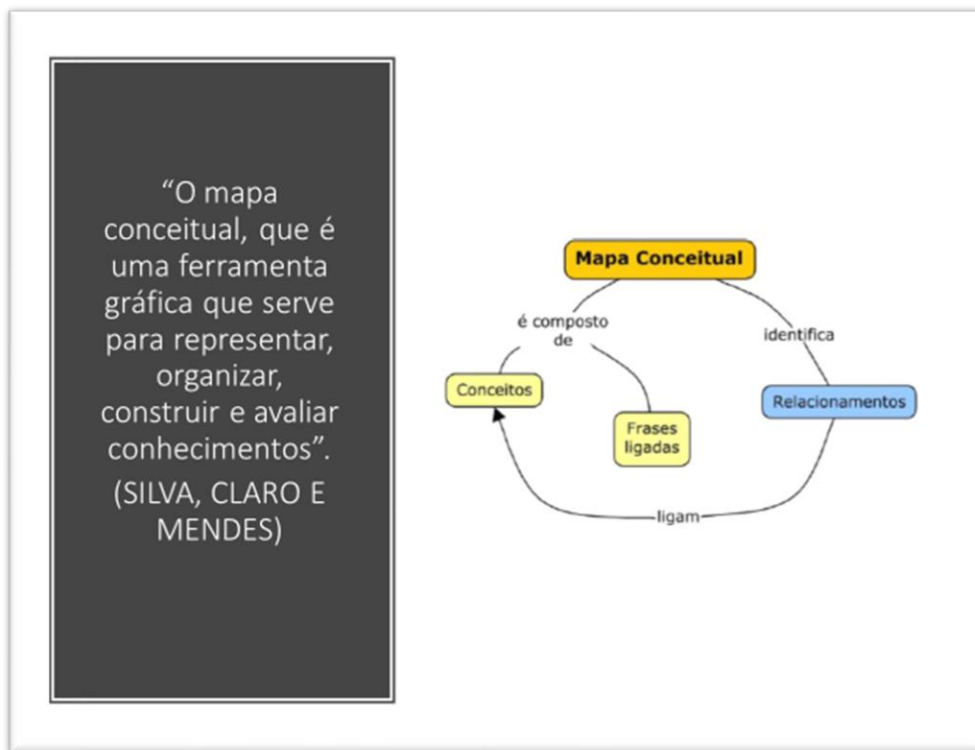 “O mapa
conceitual, que é
uma ferramenta
gráfica que serve
para representar,
organizar,
construir e avaliar
conhecimentos”.
(SILVA, CLARO E
MENDES)
Mapa Conceitual
é composto
de
identifica
Conceitos
Relacionamentos
Frases
ligadas
ligam